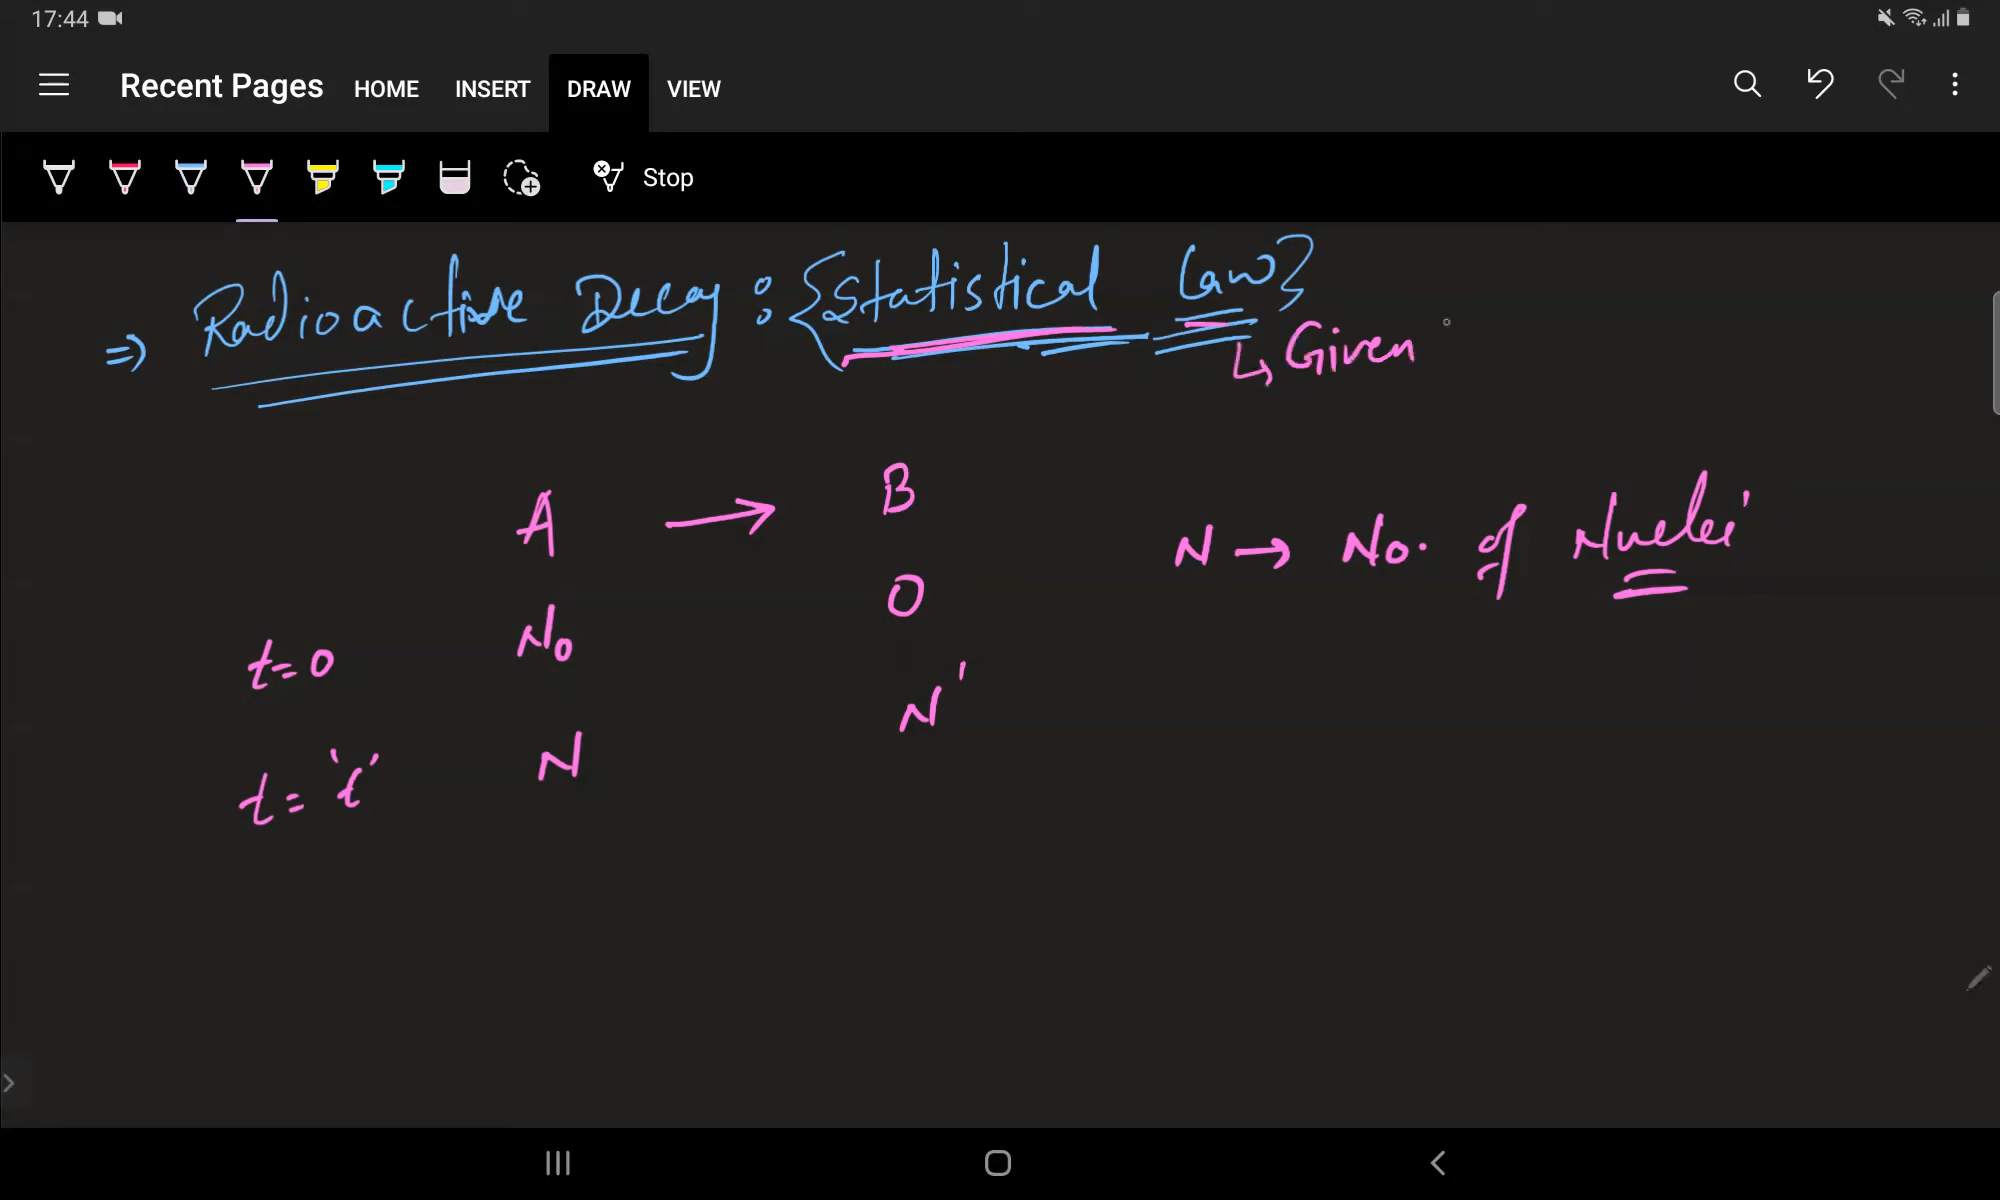 17:44
Recent Pages HOME INSERT DRAW VIEW
Stop
⇒ Radioactive Decay : {Statistical Law}
↳ Given
A → B
N → No. of Nuclei
t=0 N₀ 0
t='t' N N'